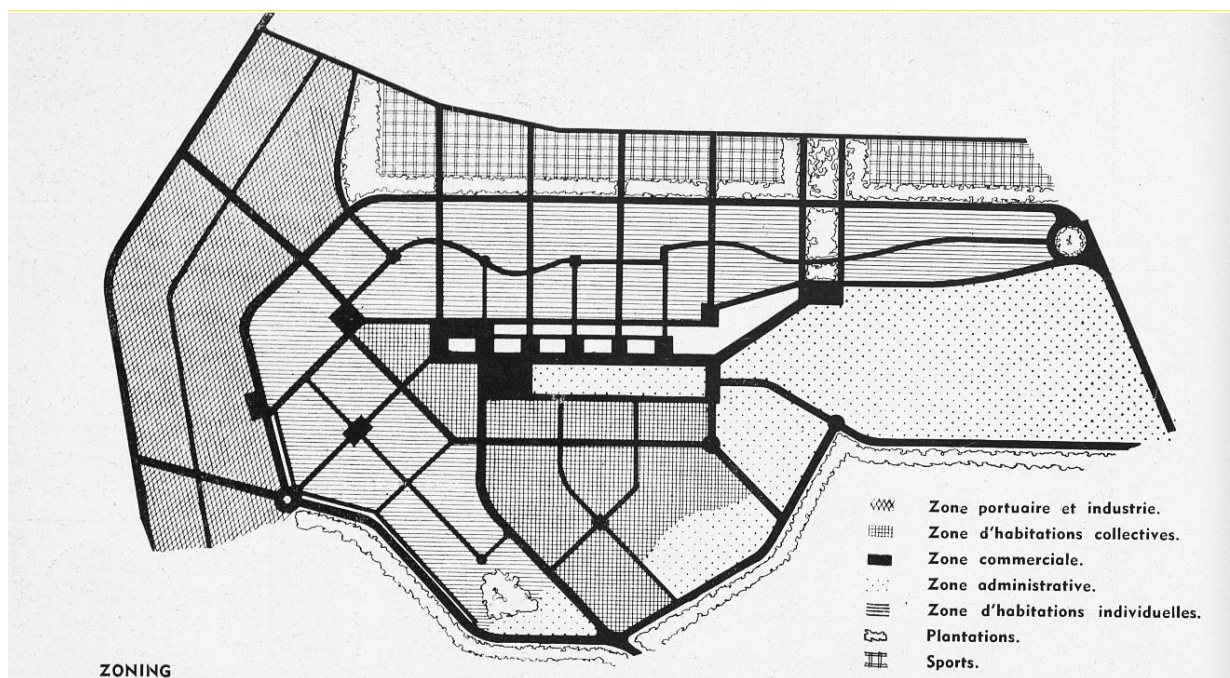 Zone portuaire et industrie.
Zone d'habitations collectives.
Zone commerciale.
Zone administrative.
Zone d'habitations individuelles.
Plantations.
Sports.
ZONING